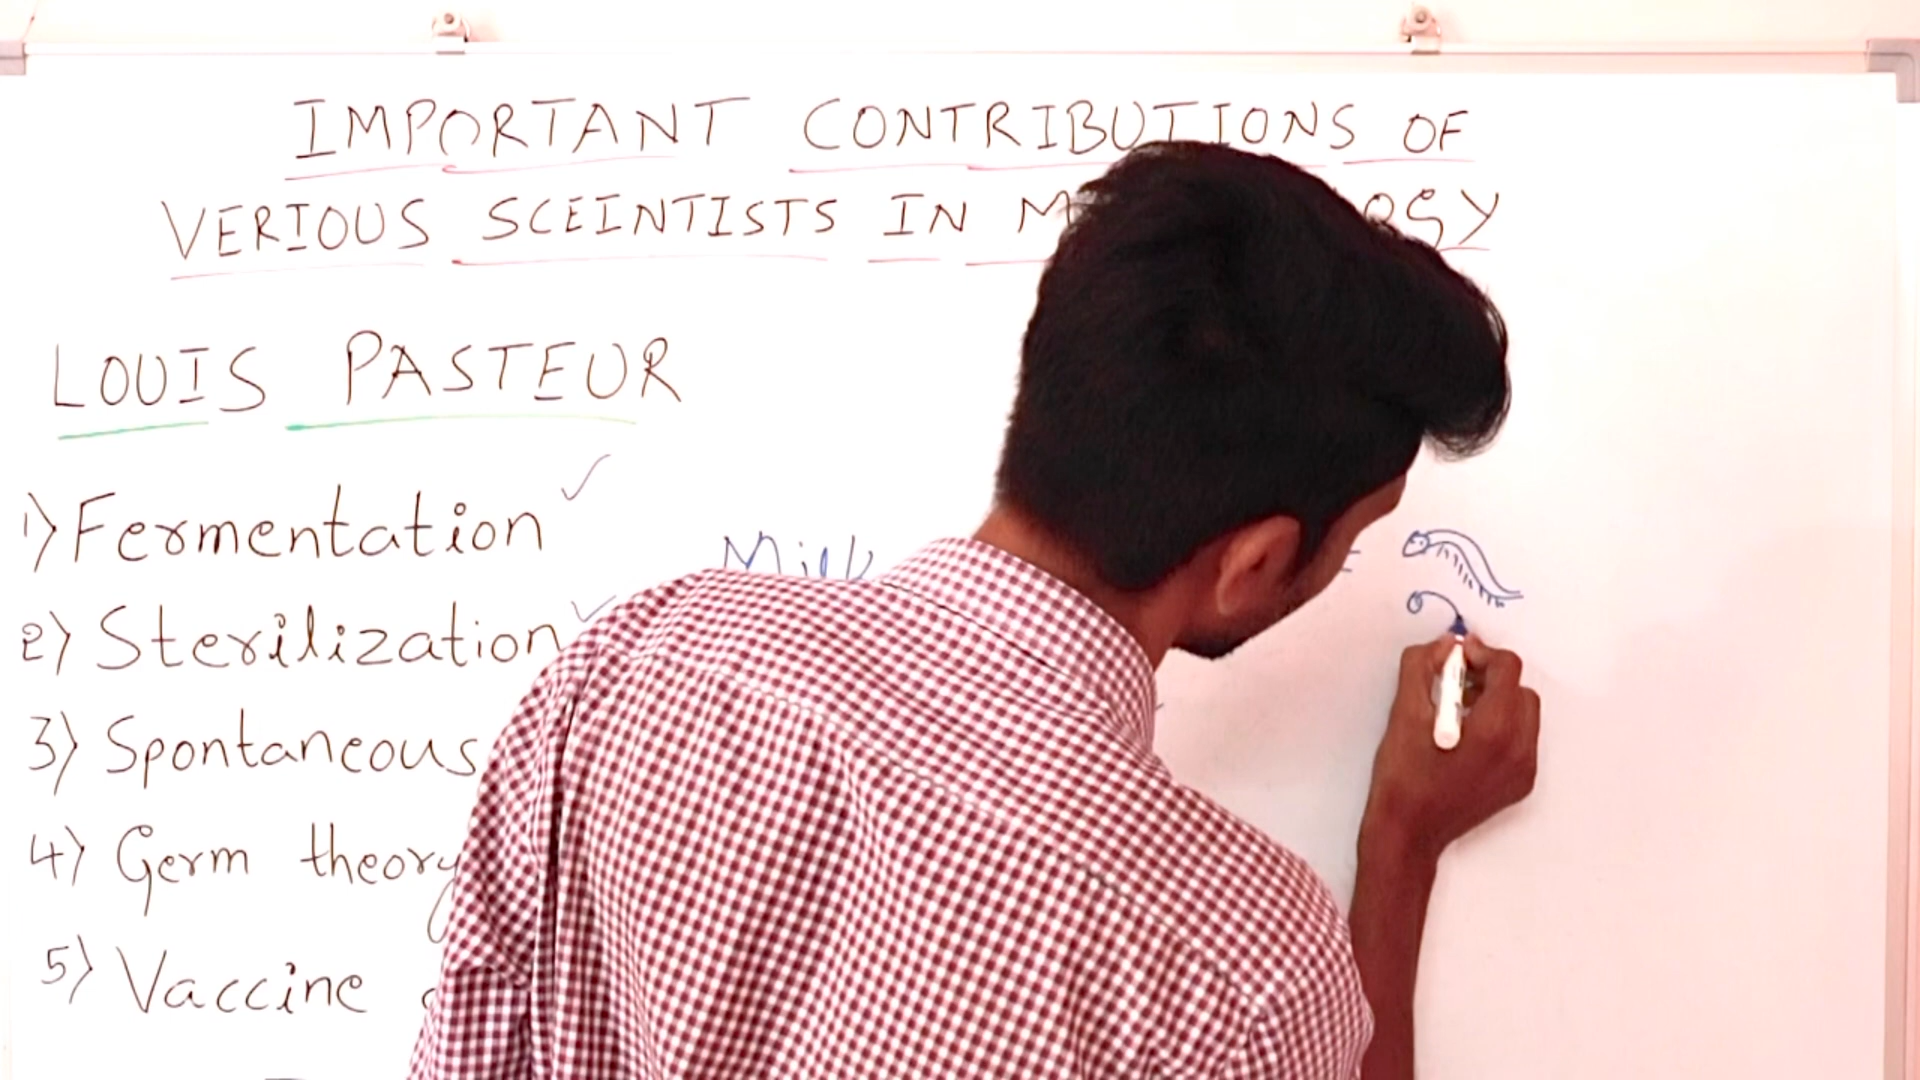 IMPORTANT CONTRIBUTIONS OF
VERIOUS SCEINTISTS IN
LOUIS PASTEUR
1) Fermentation
Milk
2) Sterilization
3) Spontaneous
4) Germ theory
5) Vaccine